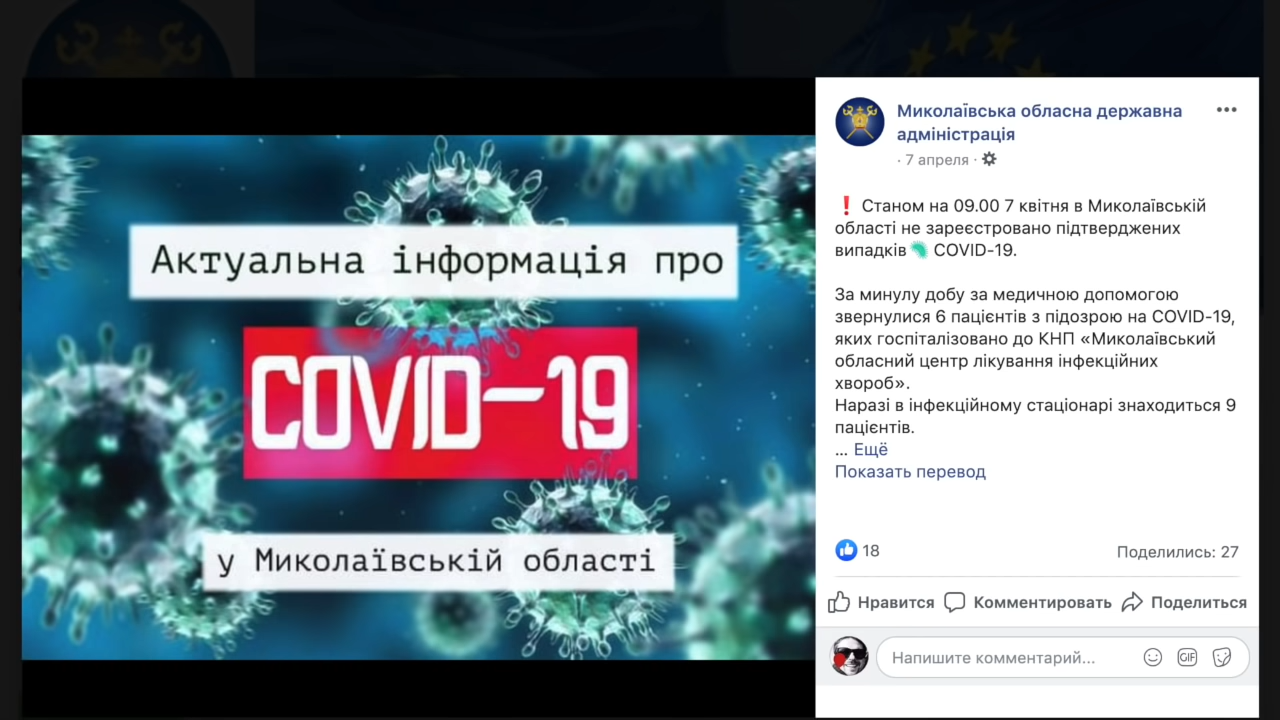 Актуальна інформація про
COVID-19
у Миколаївській області
Миколаївська обласна державна
адміністрація
· 7 апреля ·
❗ Станом на 09.00 7 квітня в Миколаївській
області не зареєстровано підтверджених
випадків🦠 COVID-19.
За минулу добу за медичною допомогою
звернулися 6 пацієнтів з підозрою на COVID-19,
яких госпіталізовано до КНП «Миколаївський
обласний центр лікування інфекційних
хвороб».
Наразі в інфекційному стаціонарі знаходиться 9
пацієнтів.
... Ещё
Показать перевод
18
Поделились: 27
Нравится
Комментировать
Поделиться
Напишите комментарий...
GIF